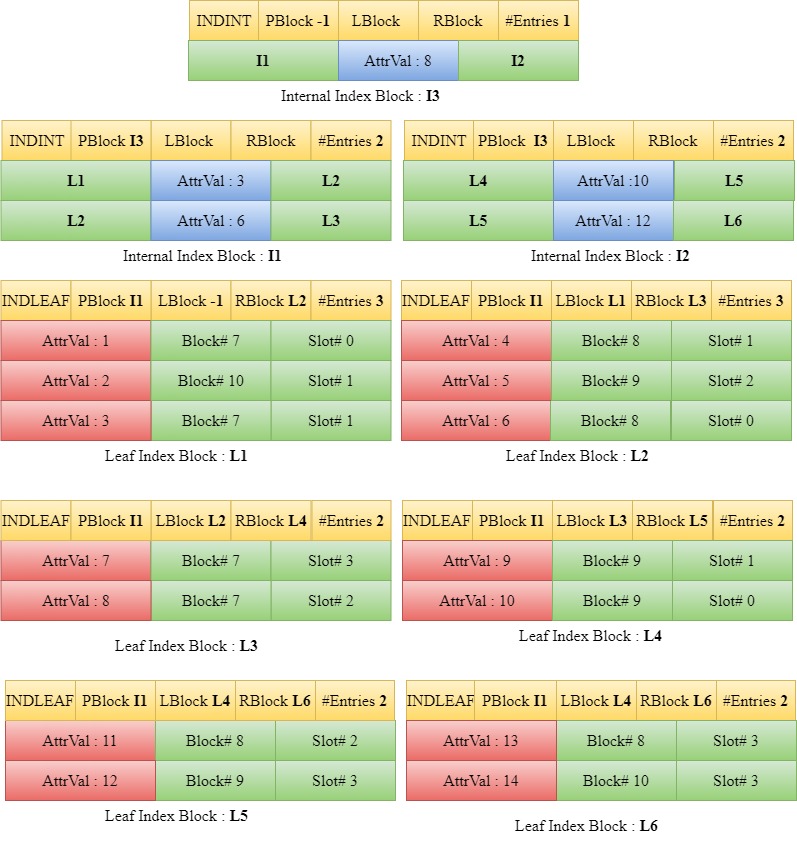 INDINT PBlock -1 LBlock RBlock #Entries 1
I1 AttrVal : 8 I2
Internal Index Block : I3
INDINT PBlock I3 LBlock RBlock #Entries 2
L1 AttrVal : 3 L2
L2 AttrVal : 6 L3
Internal Index Block : I1
INDINT PBlock I3 LBlock RBlock #Entries 2
L4 AttrVal :10 L5
L5 AttrVal : 12 L6
Internal Index Block : I2
INDLEAF PBlock I1 LBlock -1 RBlock L2 #Entries 3
AttrVal : 1 Block# 7 Slot# 0
AttrVal : 2 Block# 10 Slot# 1
AttrVal : 3 Block# 7 Slot# 1
Leaf Index Block : L1
INDLEAF PBlock I1 LBlock L1 RBlock L3 #Entries 3
AttrVal : 4 Block# 8 Slot# 1
AttrVal : 5 Block# 9 Slot# 2
AttrVal : 6 Block# 8 Slot# 0
Leaf Index Block : L2
INDLEAF PBlock I1 LBlock L2 RBlock L4 #Entries 2
AttrVal : 7 Block# 7 Slot# 3
AttrVal : 8 Block# 7 Slot# 2
Leaf Index Block : L3
INDLEAF PBlock I1 LBlock L3 RBlock L5 #Entries 2
AttrVal : 9 Block# 9 Slot# 1
AttrVal : 10 Block# 9 Slot# 0
Leaf Index Block : L4
INDLEAF PBlock I1 LBlock L4 RBlock L6 #Entries 2
AttrVal : 11 Block# 8 Slot# 2
AttrVal : 12 Block# 9 Slot# 3
Leaf Index Block : L5
INDLEAF PBlock I1 LBlock L4 RBlock L6 #Entries 2
AttrVal : 13 Block# 8 Slot# 3
AttrVal : 14 Block# 10 Slot# 3
Leaf Index Block : L6